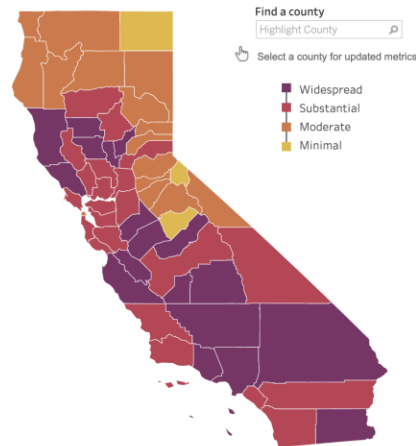 Find a county
Highlight County
Select a county for updated metrics
Widespread
Substantial
Moderate
Minimal